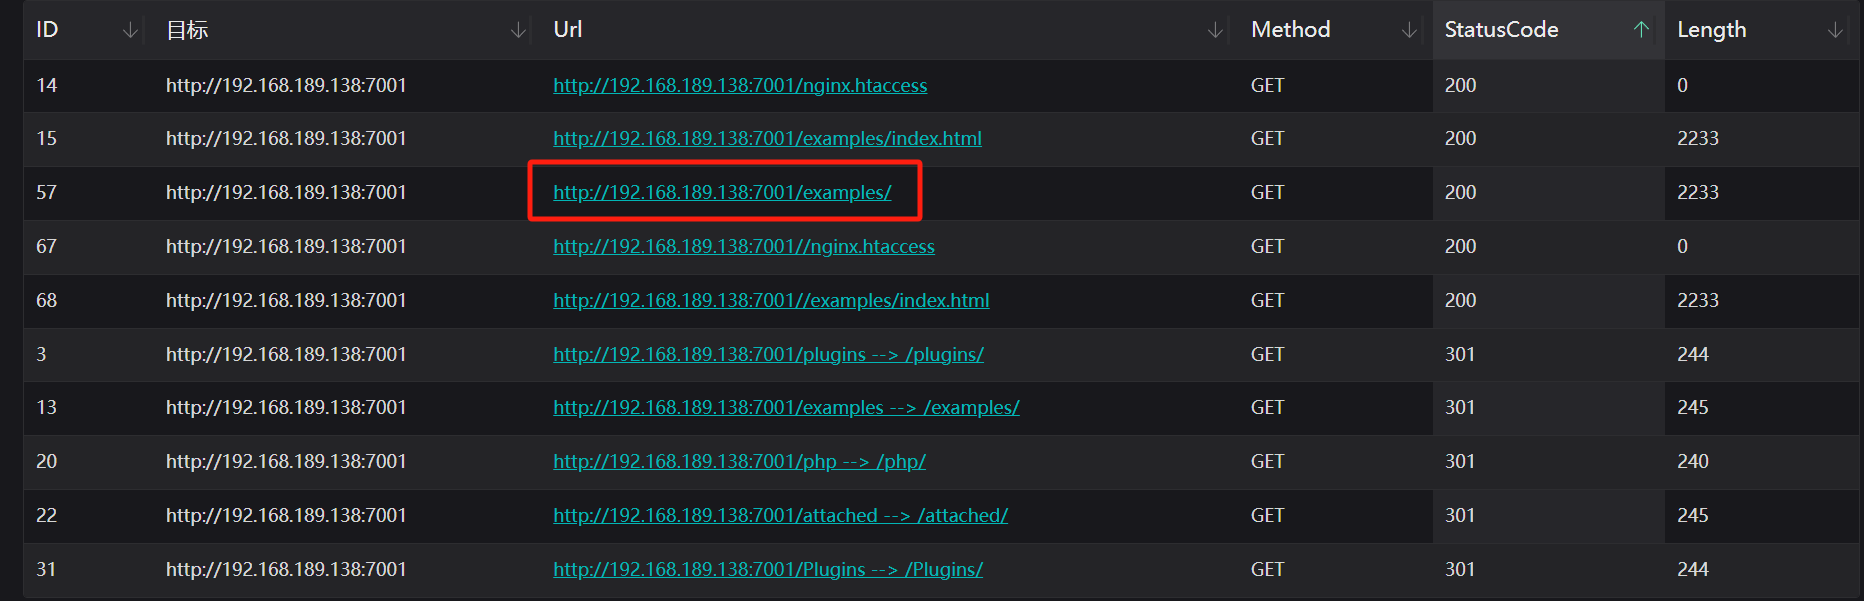 ID 目标 Url Method StatusCode Length
14 http://192.168.189.138:7001 http://192.168.189.138:7001/nginx.htaccess GET 200 0
15 http://192.168.189.138:7001 http://192.168.189.138:7001/examples/index.html GET 200 2233
57 http://192.168.189.138:7001 http://192.168.189.138:7001/examples/ GET 200 2233
67 http://192.168.189.138:7001 http://192.168.189.138:7001//nginx.htaccess GET 200 0
68 http://192.168.189.138:7001 http://192.168.189.138:7001//examples/index.html GET 200 2233
3 http://192.168.189.138:7001 http://192.168.189.138:7001/plugins --> /plugins/ GET 301 244
13 http://192.168.189.138:7001 http://192.168.189.138:7001/examples --> /examples/ GET 301 245
20 http://192.168.189.138:7001 http://192.168.189.138:7001/php --> /php/ GET 301 240
22 http://192.168.189.138:7001 http://192.168.189.138:7001/attached --> /attached/ GET 301 245
31 http://192.168.189.138:7001 http://192.168.189.138:7001/Plugins --> /Plugins/ GET 301 244